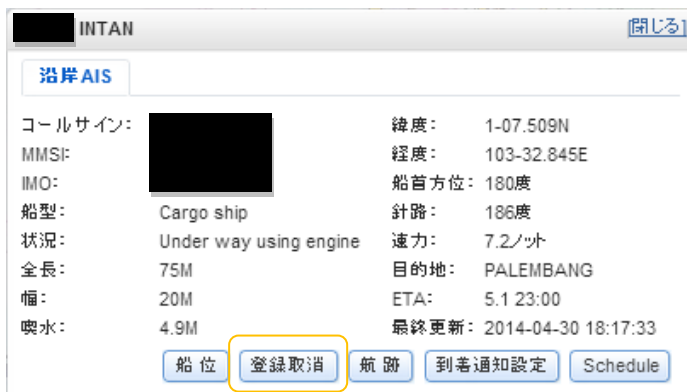 INTAN [閉じる]
沿岸AIS
コールサイン: 緯度: 1-07.509N
MMSI: 経度: 103-32.845E
IMO: 船首方位: 180度
船型: Cargo ship 針路: 186度
状況: Under way using engine 速力: 7.2ノット
全長: 75M 目的地: PALEMBANG
幅: 20M ETA: 5.1 23:00
喫水: 4.9M 最終更新: 2014-04-30 18:17:33
船位 登録取消 航跡 到着通知設定 Schedule